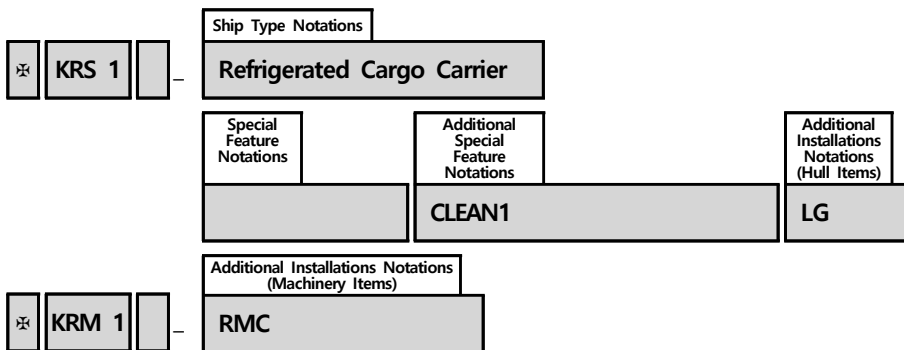 Ship Type Notations
✠ KRS 1 _ Refrigerated Cargo Carrier
Special
Feature
Notations
Additional
Special
Feature
Notations
Additional
Installations
Notations
(Hull Items)
CLEAN1
LG
Additional Installations Notations
(Machinery Items)
✠ KRM 1 _ RMC